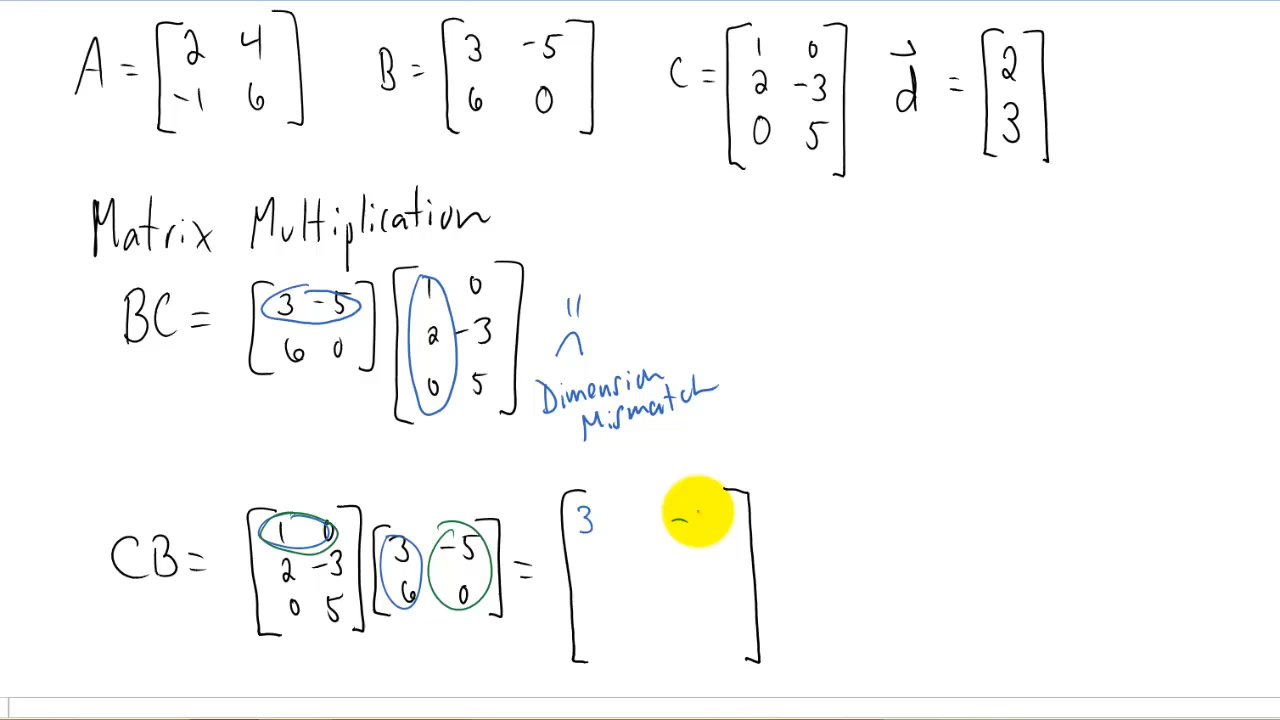 A = [2 4 -1 6] B = [3 -5 6 0] C = [1 0 2 -3 0 5] d⃗ = [2 3]
Matrix Multiplication
BC = [3 -5 6 0] [1 0 2 -3 0 5]
Dimension
Mismatch
CB = [1 0 2 -3 0 5] [3 -5 6 0] = [3 -